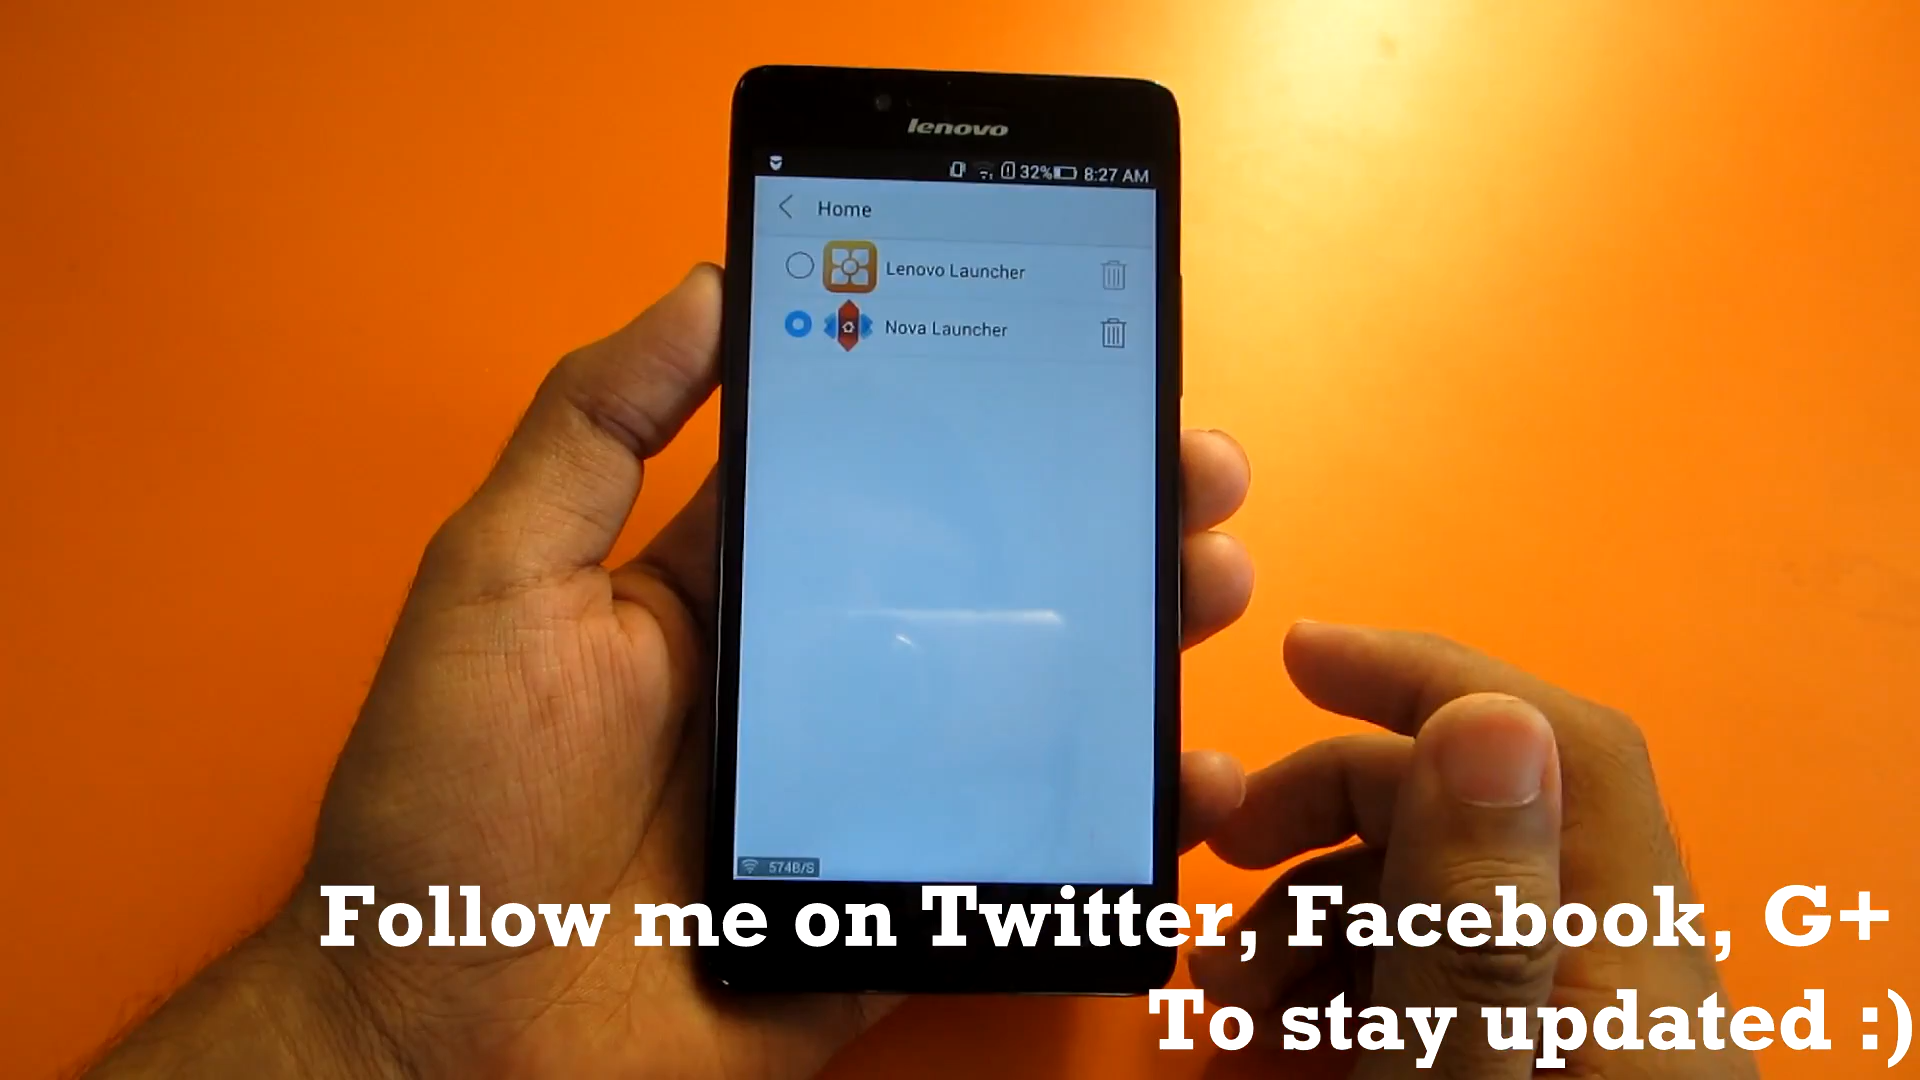 lenovo
32% 8:27 AM
Home
Lenovo Launcher
Nova Launcher
574B/S
Follow me on Twitter, Facebook, G+
To stay updated :)